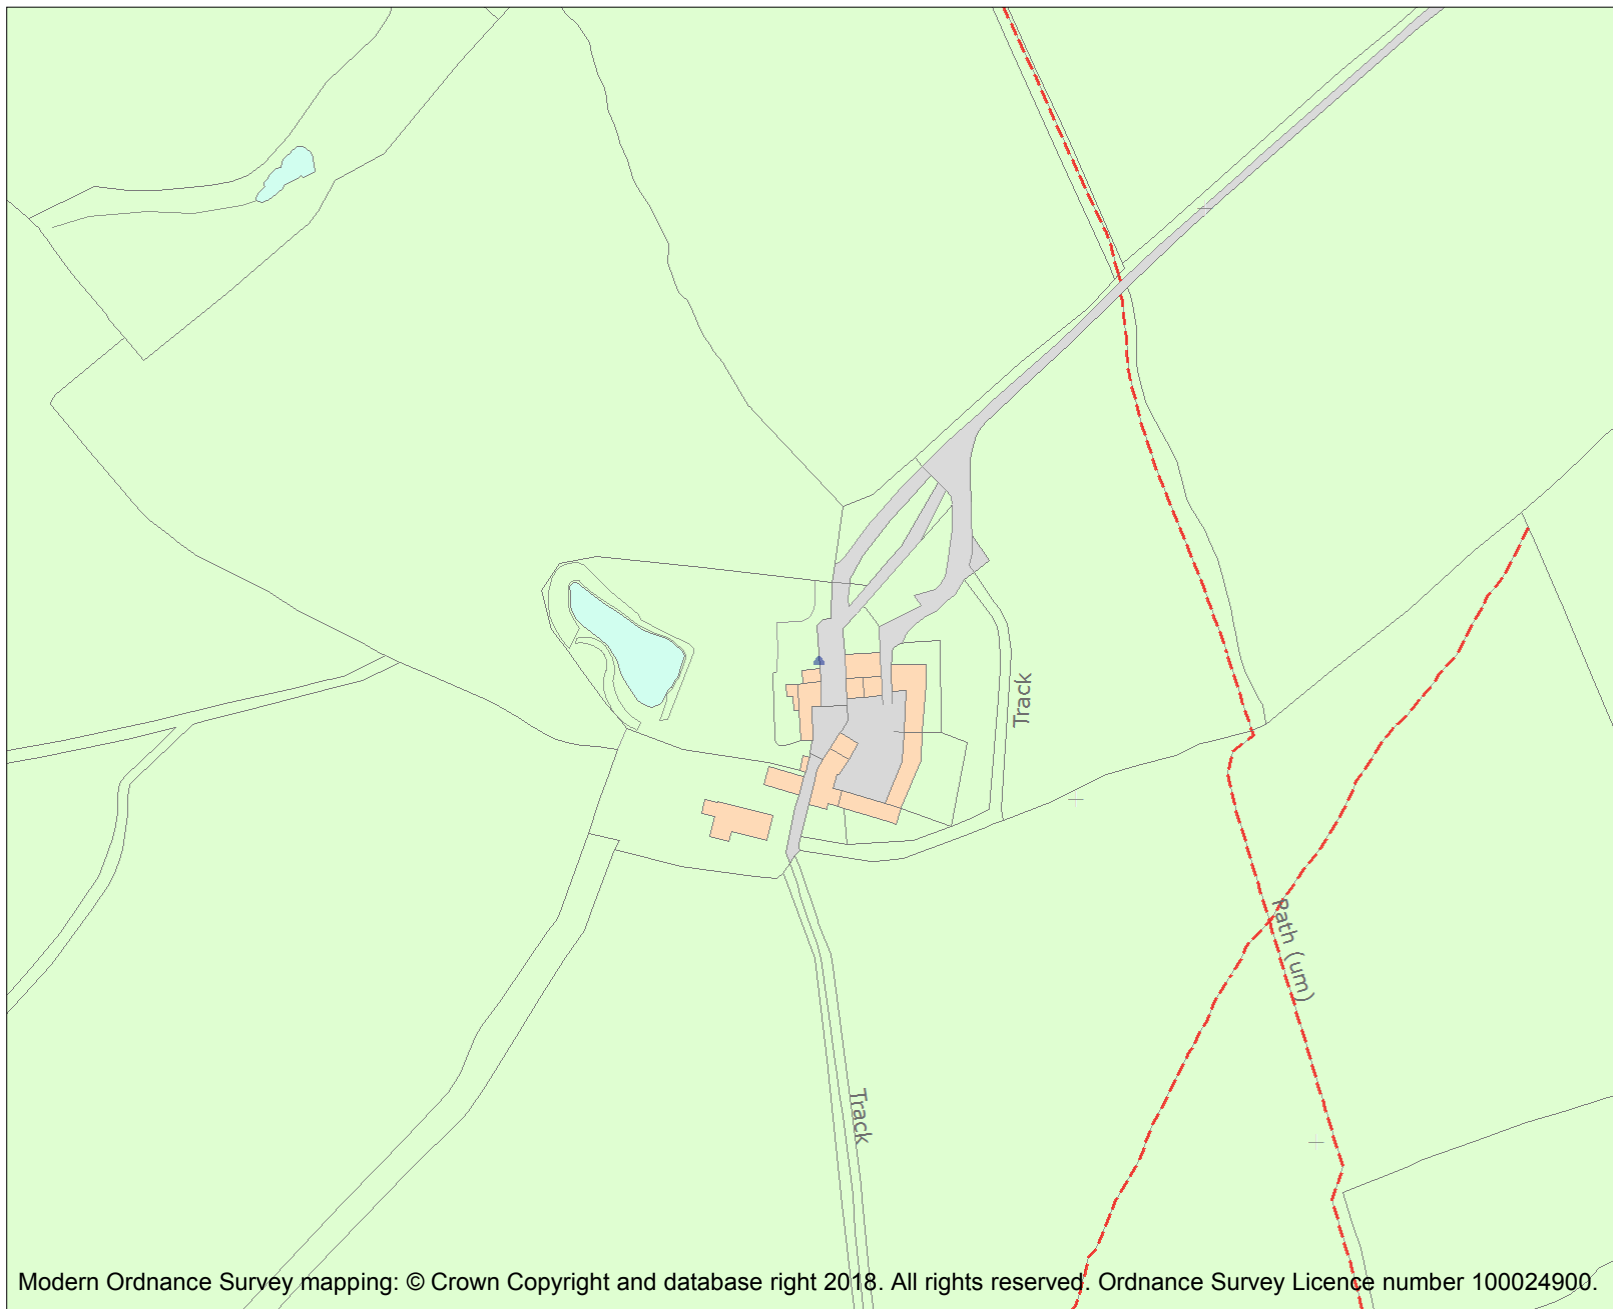 Track
Path (um)
Track
Modern Ordnance Survey mapping: © Crown Copyright and database right 2018. All rights reserved. Ordnance Survey Licence number 100024900.